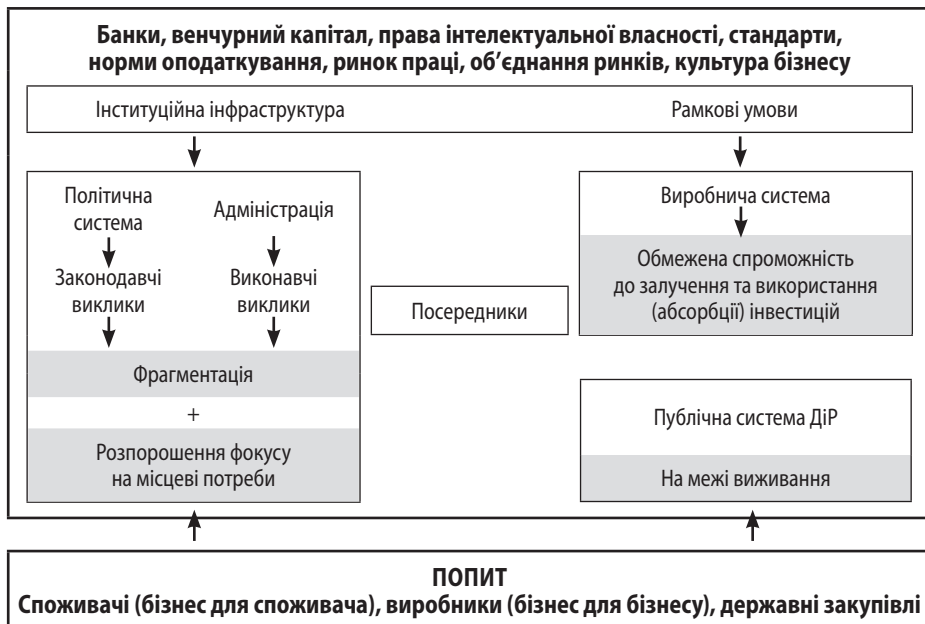 Банки, венчурний капітал, права інтелектуальної власності, стандарти,
норми оподаткування, ринок праці, об’єднання ринків, культура бізнесу
Інституційна інфраструктура
Рамкові умови
Політична
система
Адміністрація
Законодавчі
виклики
Виконавчі
виклики
Фрагментація
+
Розпорошення фокусу
на місцеві потреби
Посередники
Виробнича система
Обмежена спроможність
до залучення та використання
(абсорбції) інвестицій
Публічна система ДіР
На межі виживання
ПОПИТ
Споживачі (бізнес для споживача), виробники (бізнес для бізнесу), державні закупівлі